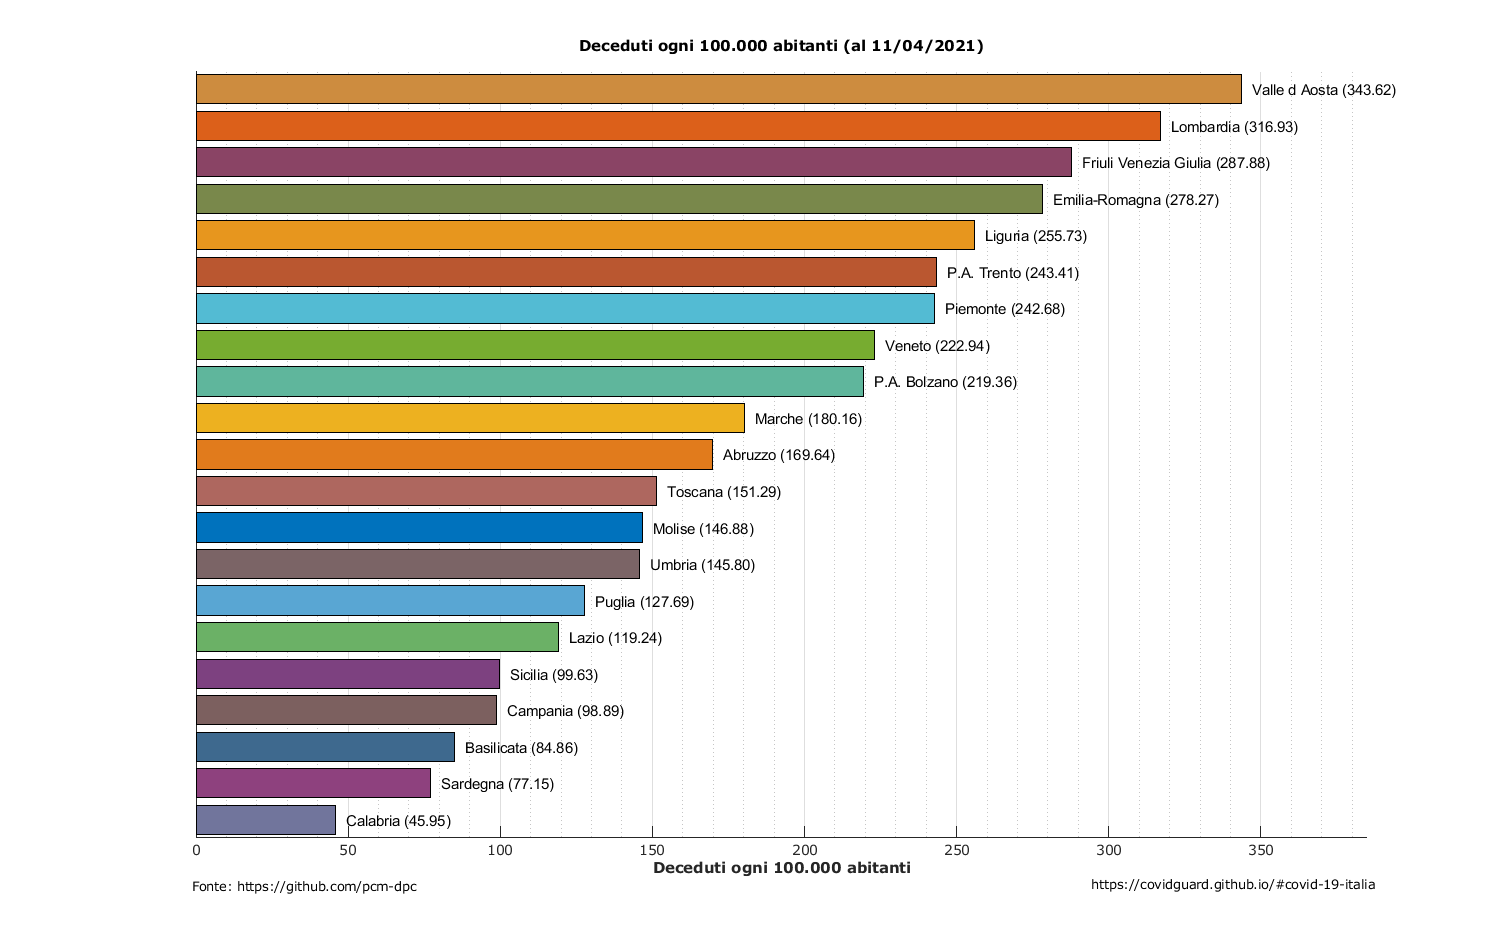 Deceduti ogni 100.000 abitanti (al 11/04/2021)
Valle d Aosta (343.62)
Lombardia (316.93)
Friuli Venezia Giulia (287.88)
Emilia-Romagna (278.27)
Liguria (255.73)
P.A. Trento (243.41)
Piemonte (242.68)
Veneto (222.94)
P.A. Bolzano (219.36)
Marche (180.16)
Abruzzo (169.64)
Toscana (151.29)
Molise (146.88)
Umbria (145.80)
Puglia (127.69)
Lazio (119.24)
Sicilia (99.63)
Campania (98.89)
Basilicata (84.86)
Sardegna (77.15)
Calabria (45.95)
0 50 100 150 200 250 300 350
Deceduti ogni 100.000 abitanti
Fonte: https://github.com/pcm-dpc
https://covidguard.github.io/#covid-19-italia